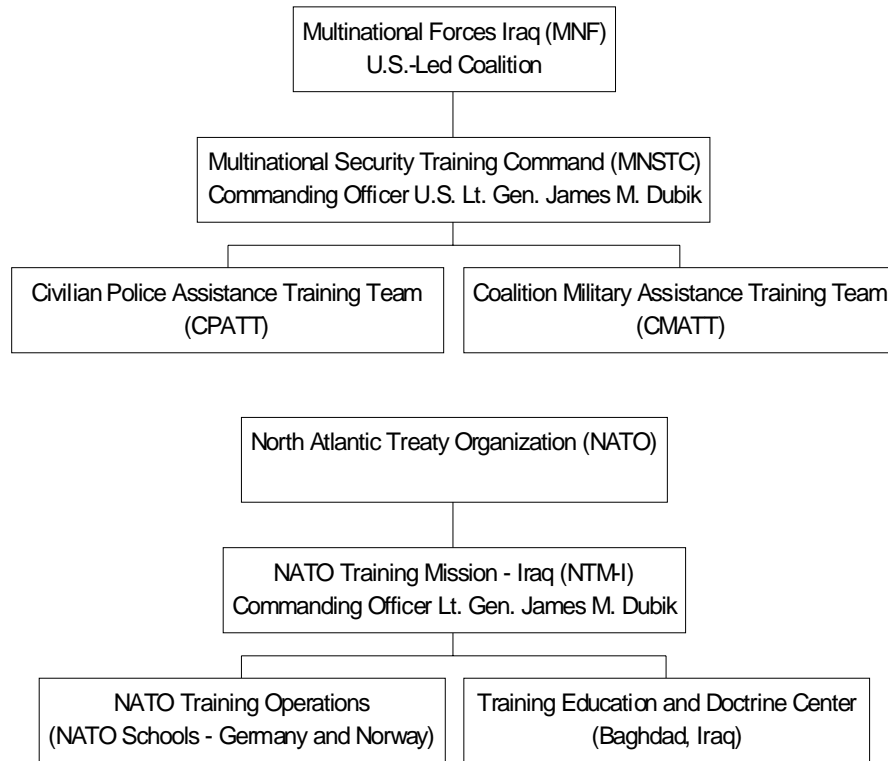 Multinational Forces Iraq (MNF)
U.S.-Led Coalition
Multinational Security Training Command (MNSTC)
Commanding Officer U.S. Lt. Gen. James M. Dubik
Civilian Police Assistance Training Team
(CPATT)
Coalition Military Assistance Training Team
(CMATT)
North Atlantic Treaty Organization (NATO)
NATO Training Mission - Iraq (NTM-I)
Commanding Officer Lt. Gen. James M. Dubik
NATO Training Operations
(NATO Schools - Germany and Norway)
Training Education and Doctrine Center
(Baghdad, Iraq)